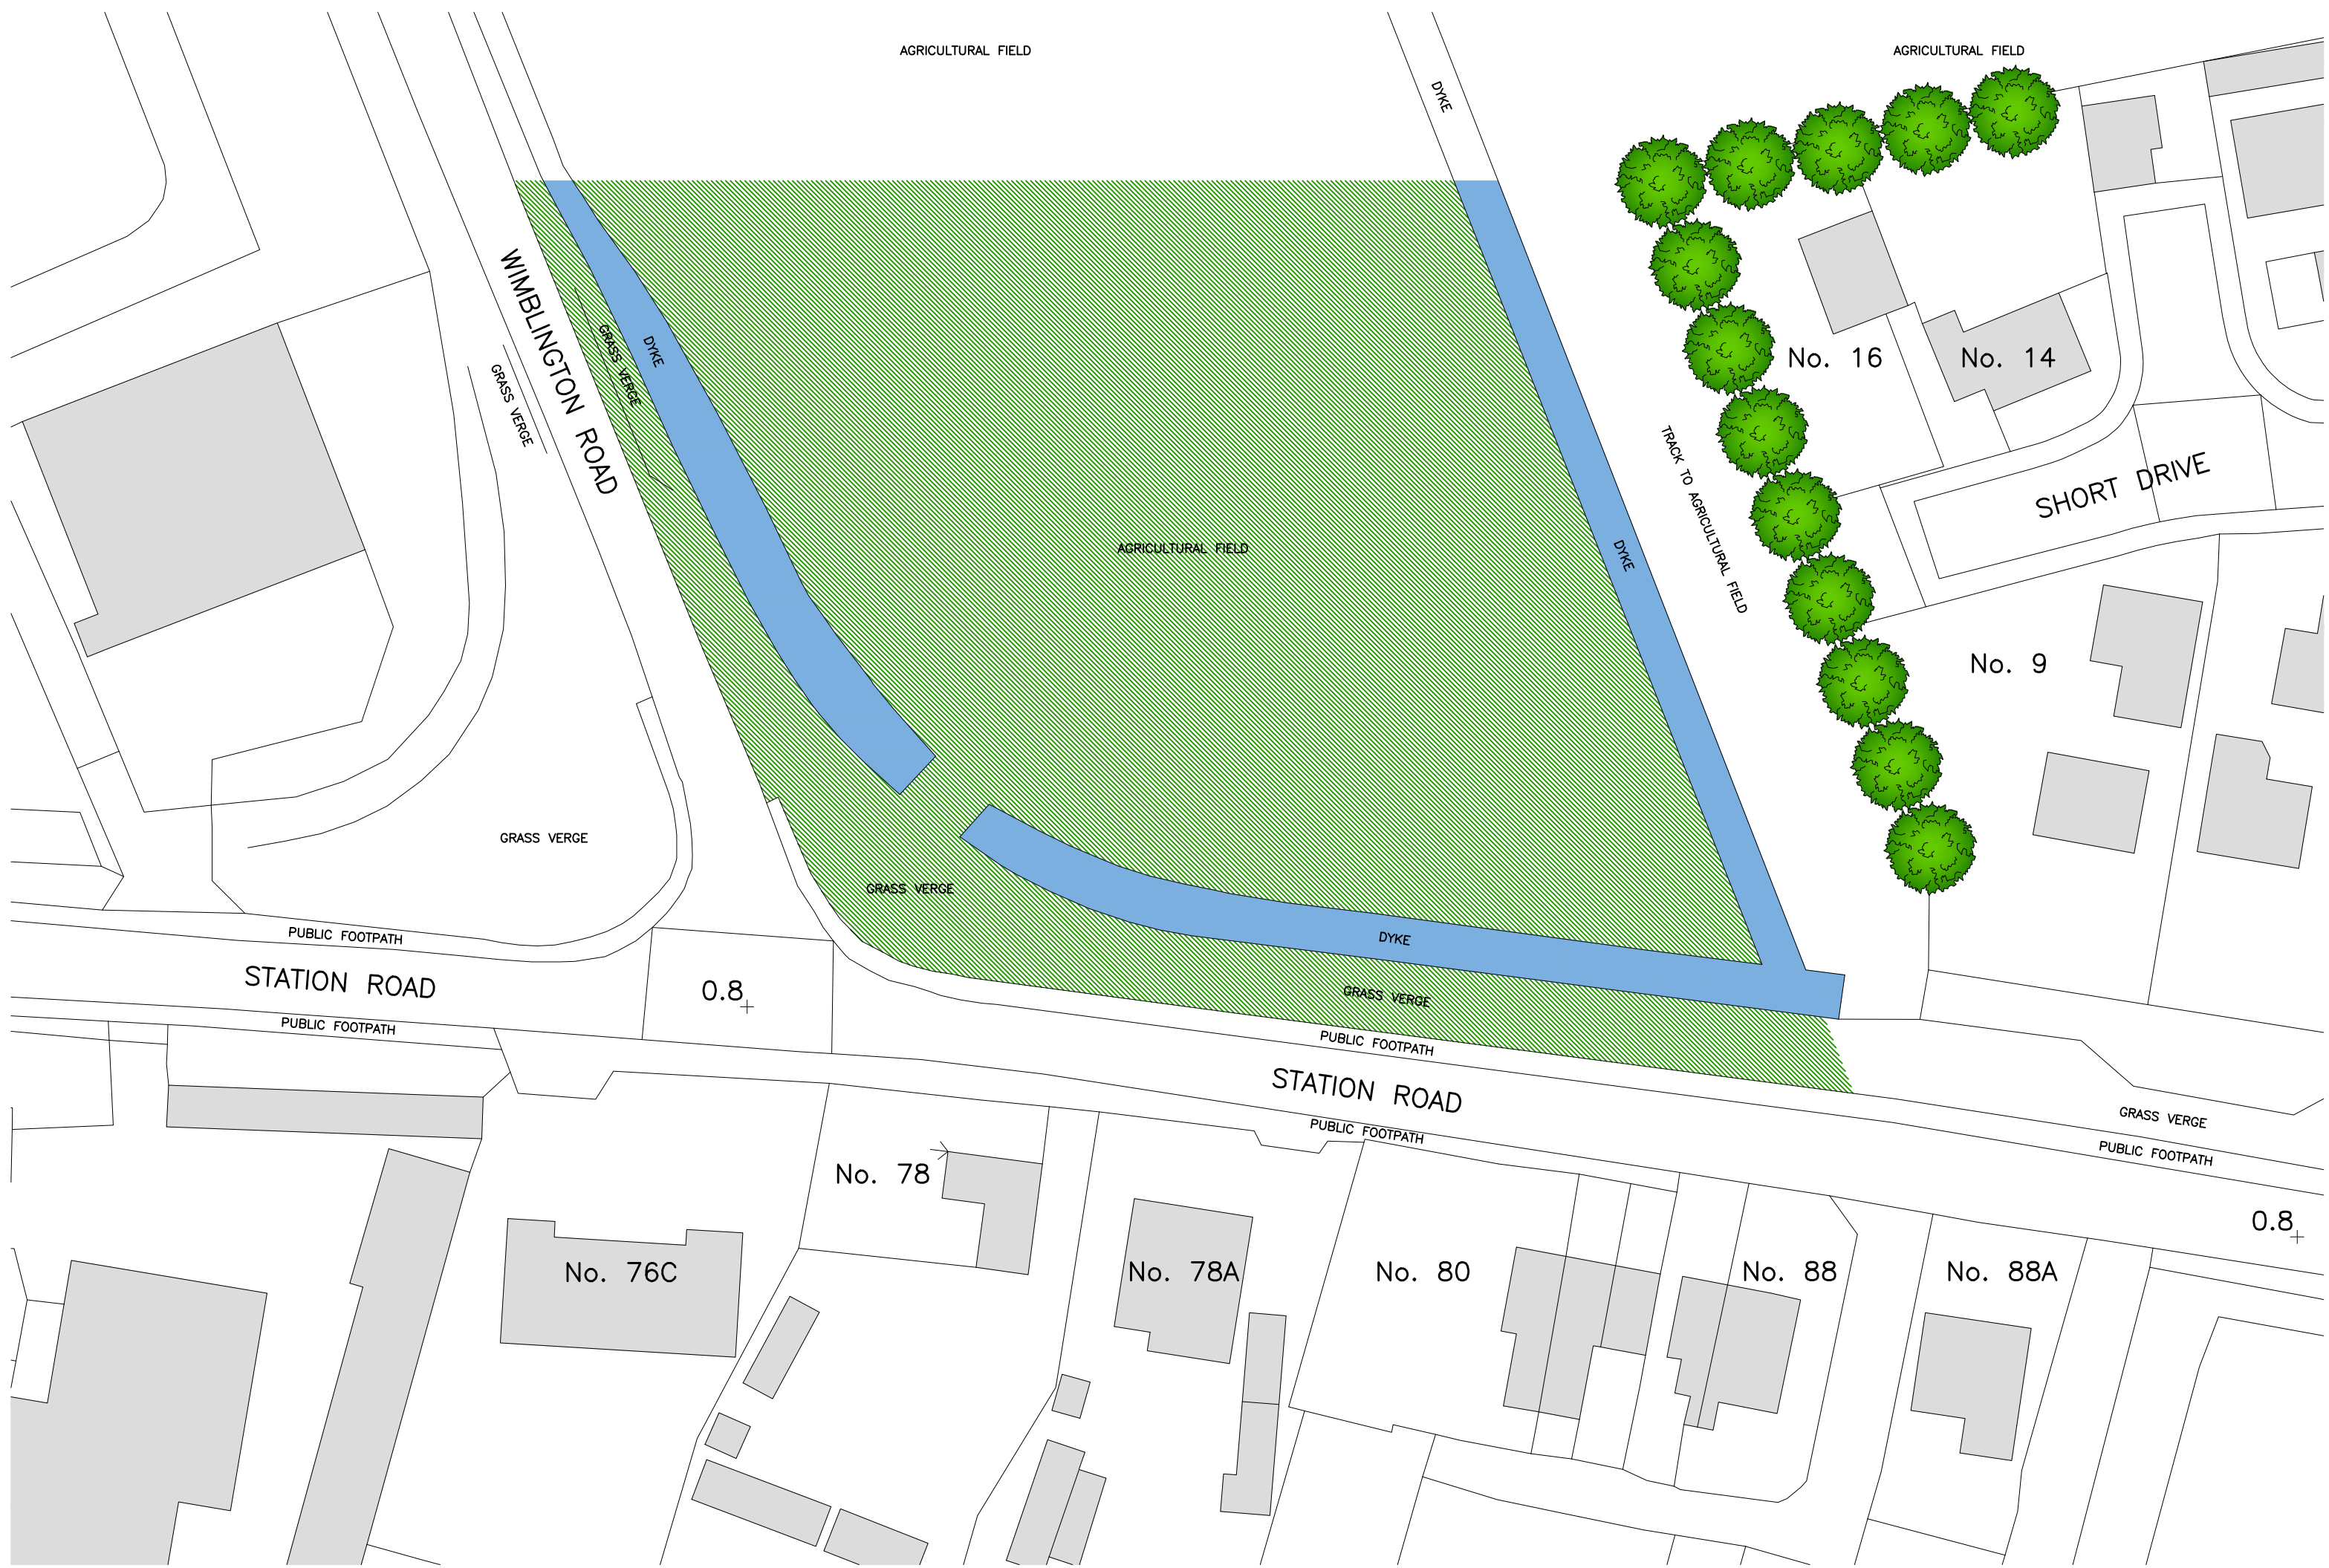 AGRICULTURAL FIELD
AGRICULTURAL FIELD
DYKE
WIMBLINGTON ROAD
GRASS VERGE
DYKE
GRASS VERGE
No. 16
No. 14
TRACK TO AGRICULTURAL FIELD
SHORT DRIVE
AGRICULTURAL FIELD
DYKE
No. 9
GRASS VERGE
GRASS VERGE
PUBLIC FOOTPATH
DYKE
STATION ROAD
0.8
GRASS VERGE
PUBLIC FOOTPATH
PUBLIC FOOTPATH
STATION ROAD
GRASS VERGE
PUBLIC FOOTPATH
PUBLIC FOOTPATH
No. 78
0.8
No. 76C
No. 78A
No. 80
No. 88
No. 88A